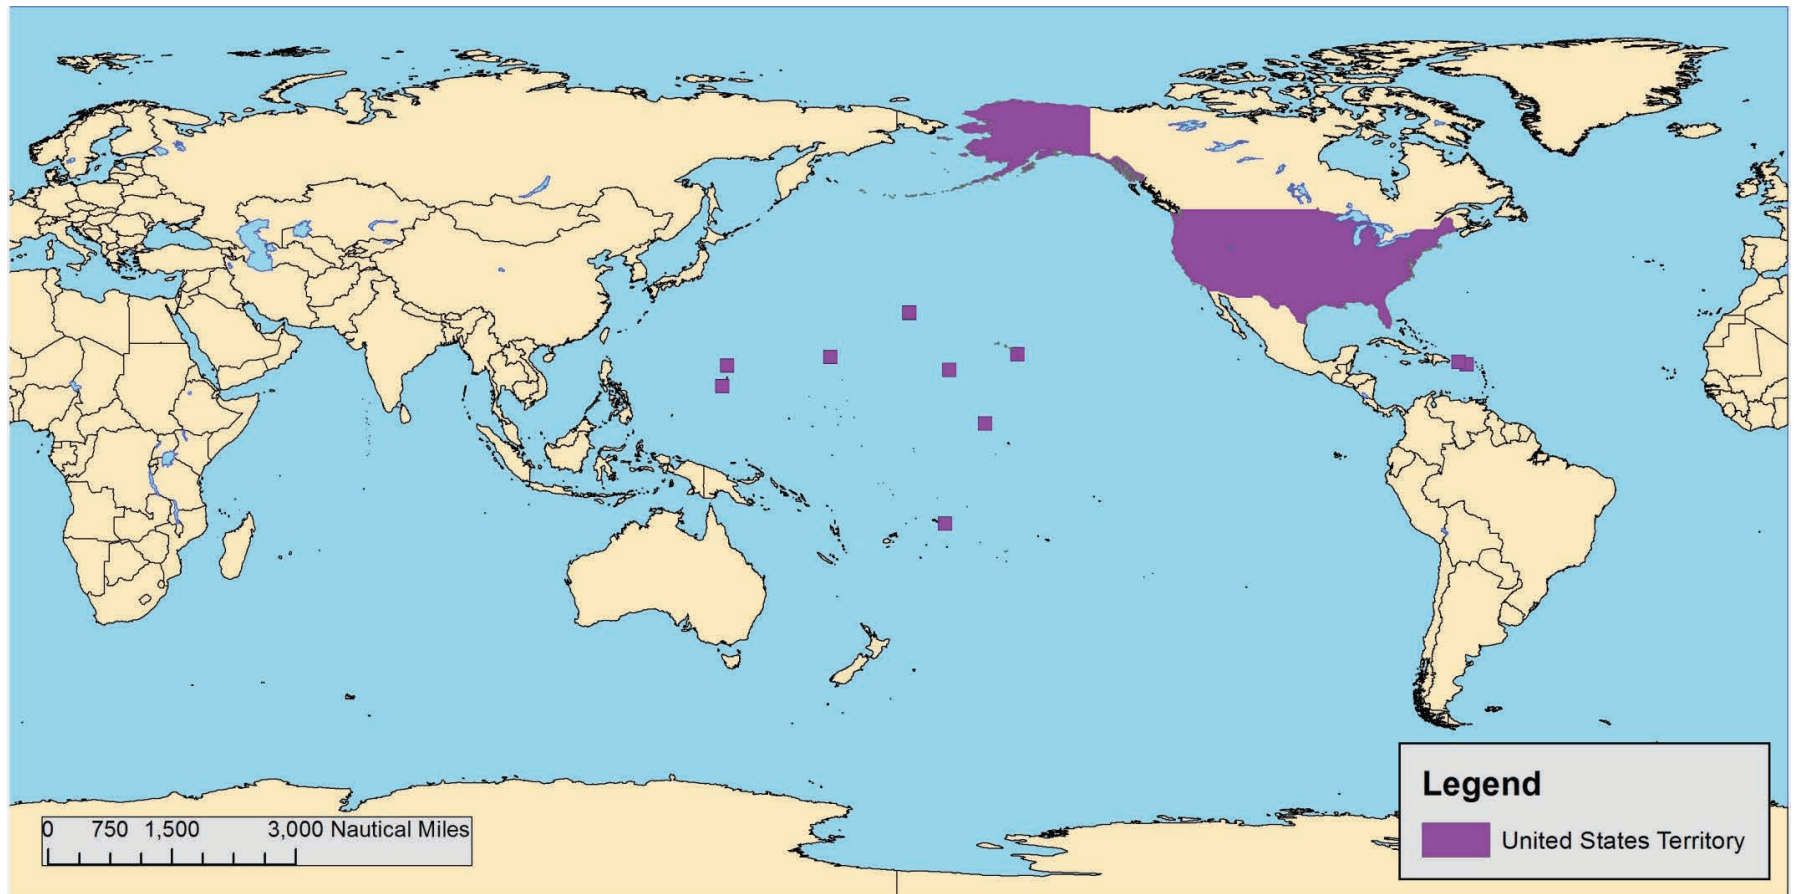 0 750 1,500 3,000 Nautical Miles
Legend
United States Territory